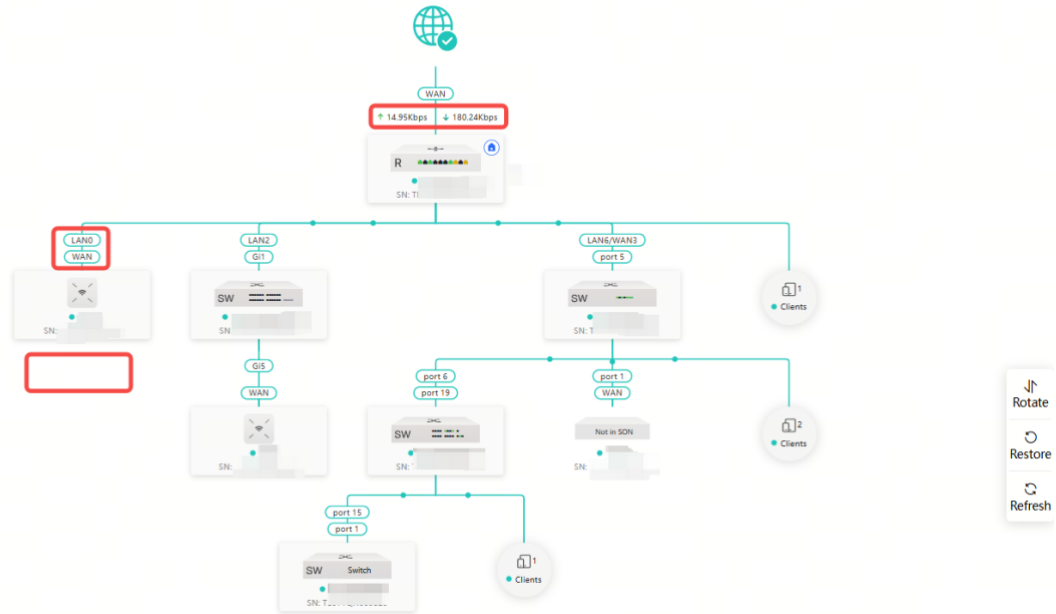 WAN
14.95Kbps 180.24Kbps
R
SN:
LAN0 LAN2 LAN6/WAN3
WAN Gi1 port 5
SW SW 1
Clients
SN: SN SN:
Gi5 port 6 port 1
WAN port 19 WAN
SW Not in SDN 2
Clients
SN: SN: SN:
port 15
port 1
SW Switch 1
Clients
SN:
Rotate
Restore
Refresh